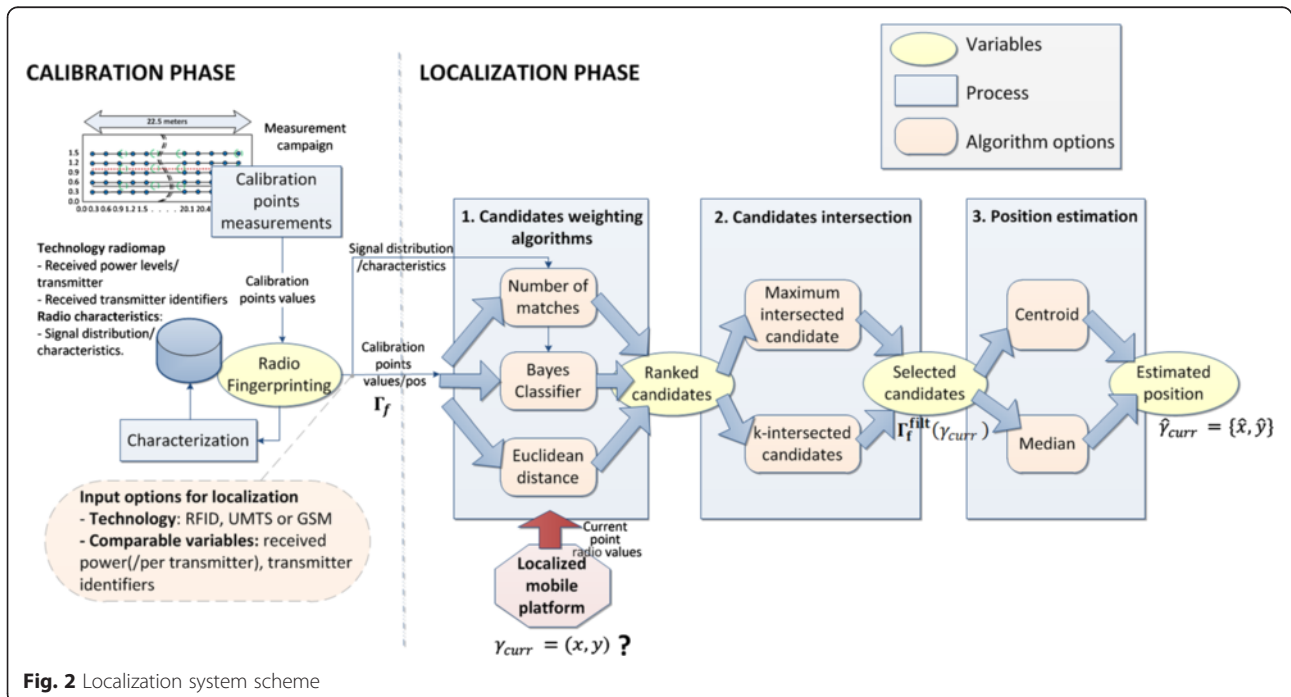 Variables
Process
Algorithm options
CALIBRATION PHASE
LOCALIZATION PHASE
22.5 meters
Measurement
campaign
1.5
1.2
0.9
0.6
0.3
0.0
0.0 0.3 0.6 0.9 1.2 1.5 . . . . . 20.1 20.4
Calibration
points
measurements
Technology radiomap
- Received power levels/
transmitter
- Received transmitter identifiers
Radio characteristics:
- Signal distribution/
characteristics.
Calibration
points values
Radio
Fingerprinting
Characterization
Input options for localization
- Technology: RFID, UMTS or GSM
- Comparable variables: received
power(/per transmitter), transmitter
identifiers
Signal distribution
/characteristics
Calibration
points
values/pos
Γf
1. Candidates weighting
algorithms
Number of
matches
Bayes
Classifier
Euclidean
distance
Current
point
radio values
Localized
mobile
platform
γcurr = (x, y) ?
Ranked
candidates
2. Candidates intersection
Maximum
intersected
candidate
k-intersected
candidates
Selected
candidates
Γf^filt(γcurr)
3. Position estimation
Centroid
Median
Estimated
position
γ̂curr = {x̂, ŷ}
Fig. 2 Localization system scheme